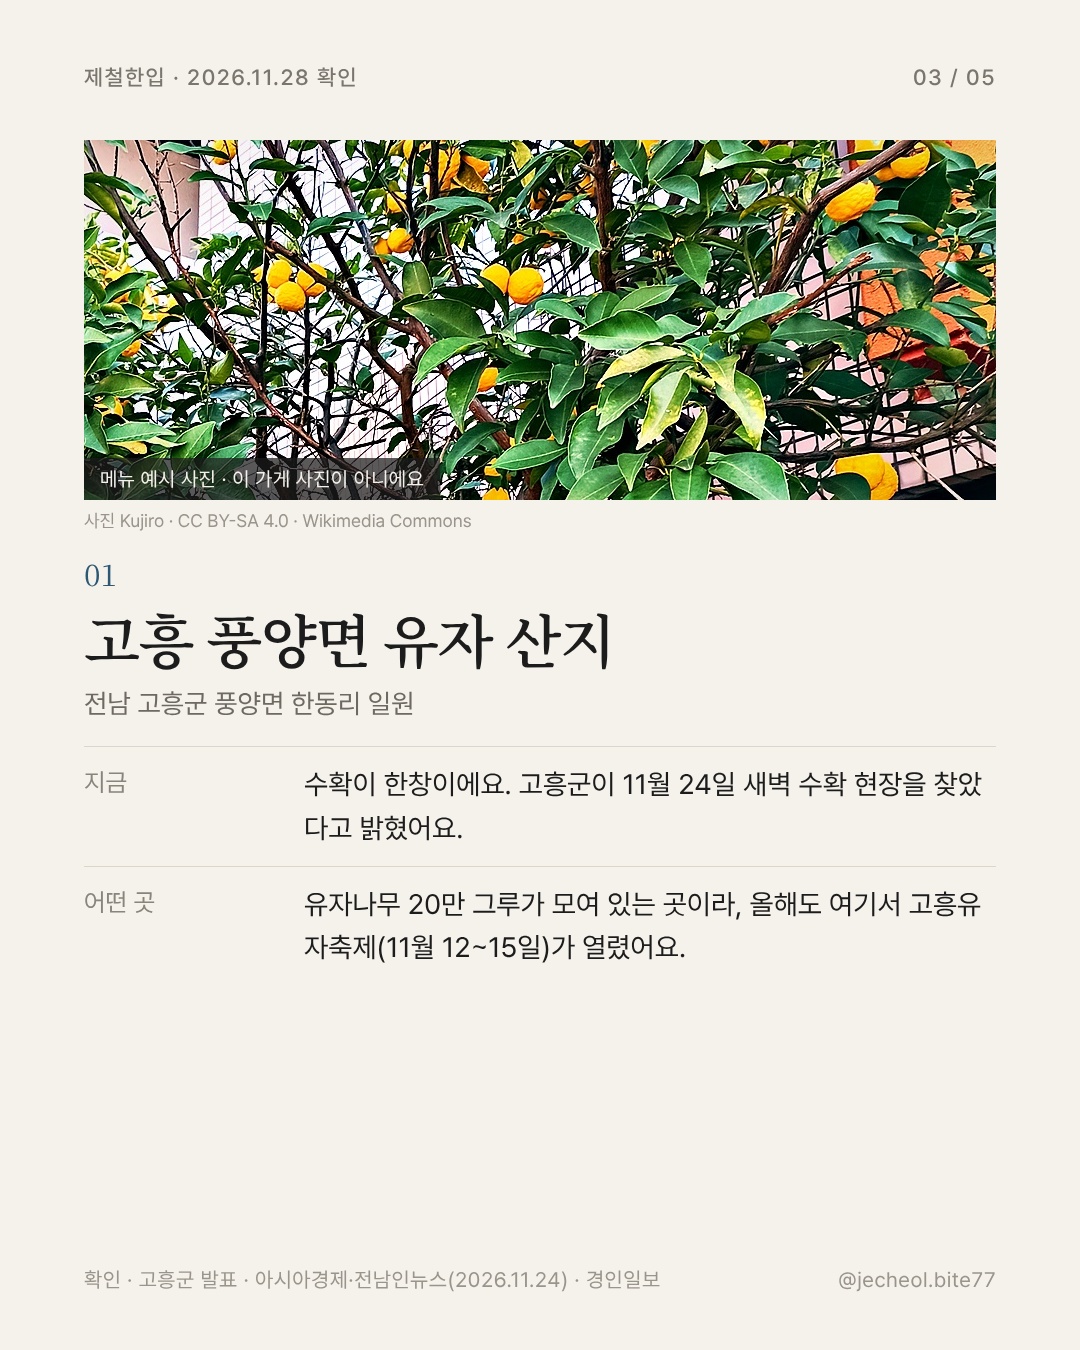 제철한입 · 2026.11.28 확인
03 / 05
메뉴 예시 사진 · 이 가게 사진이 아니에요
사진 Kujiro · CC BY-SA 4.0 · Wikimedia Commons
01
고흥 풍양면 유자 산지
전남 고흥군 풍양면 한동리 일원
지금
수확이 한창이에요. 고흥군이 11월 24일 새벽 수확 현장을 찾았
다고 밝혔어요.
어떤 곳
유자나무 20만 그루가 모여 있는 곳이라, 올해도 여기서 고흥유
자축제(11월 12~15일)가 열렸어요.
확인 · 고흥군 발표 · 아시아경제·전남인뉴스(2026.11.24) · 경인일보
@jecheol.bite77